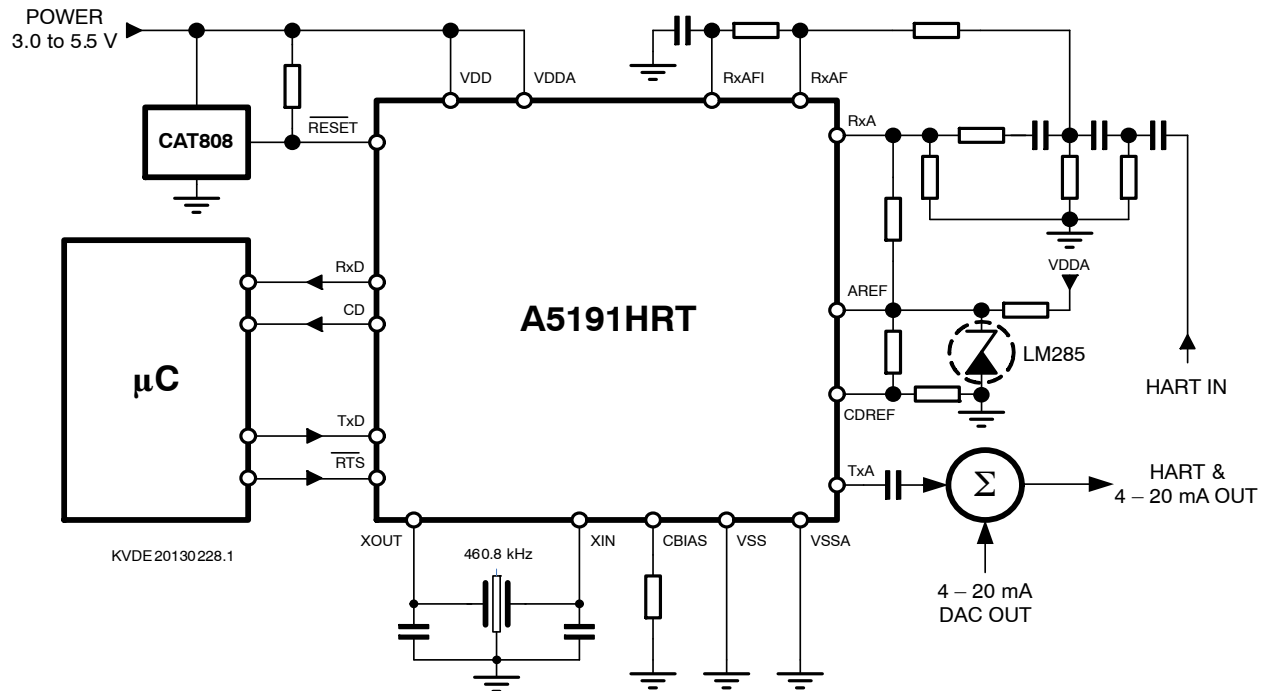 POWER
3.0 to 5.5 V
VDD
VDDA
RxAFI
RxAF
CAT808
RESET
RxA
VDDA
RxD
CD
A5191HRT
AREF
LM285
μC
HART IN
CDREF
TxD
RTS
TxA
Σ
HART &
4 – 20 mA OUT
KVDE 20130228.1
XOUT
460.8 kHz
XIN
CBIAS
VSS
VSSA
4 – 20 mA
DAC OUT